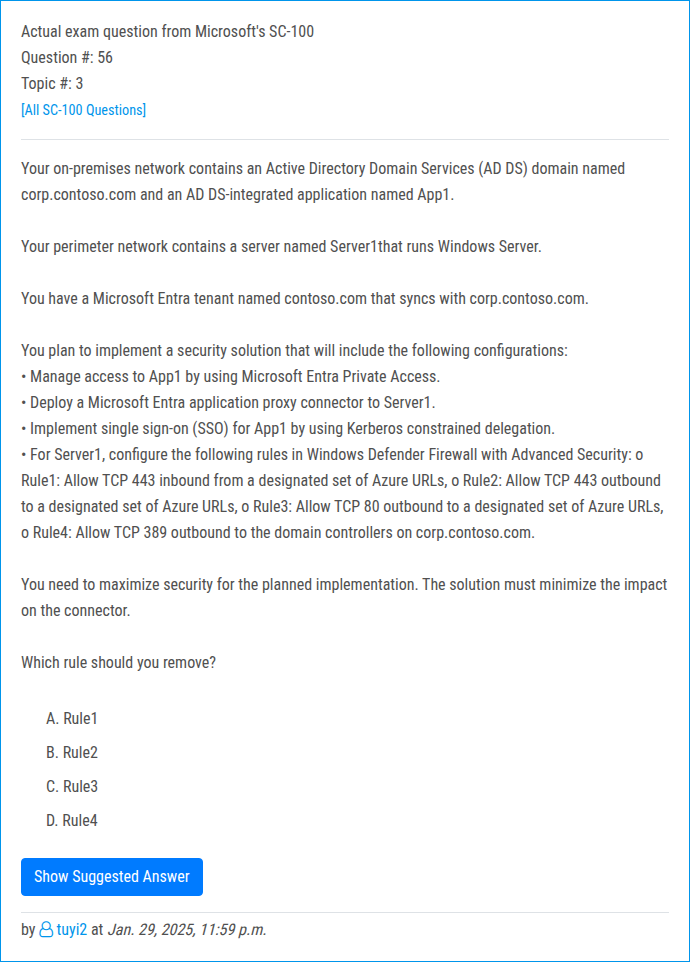 Actual exam question from Microsoft's SC-100
Question #: 56
Topic #: 3
[All SC-100 Questions]
Your on-premises network contains an Active Directory Domain Services (AD DS) domain named
corp.contoso.com and an AD DS-integrated application named App1.
Your perimeter network contains a server named Server1that runs Windows Server.
You have a Microsoft Entra tenant named contoso.com that syncs with corp.contoso.com.
You plan to implement a security solution that will include the following configurations:
• Manage access to App1 by using Microsoft Entra Private Access.
• Deploy a Microsoft Entra application proxy connector to Server1.
• Implement single sign-on (SSO) for App1 by using Kerberos constrained delegation.
• For Server1, configure the following rules in Windows Defender Firewall with Advanced Security: o
Rule1: Allow TCP 443 inbound from a designated set of Azure URLs, o Rule2: Allow TCP 443 outbound
to a designated set of Azure URLs, o Rule3: Allow TCP 80 outbound to a designated set of Azure URLs,
o Rule4: Allow TCP 389 outbound to the domain controllers on corp.contoso.com.
You need to maximize security for the planned implementation. The solution must minimize the impact
on the connector.
Which rule should you remove?
A. Rule1
B. Rule2
C. Rule3
D. Rule4
Show Suggested Answer
by tuyi2 at Jan. 29, 2025, 11:59 p.m.